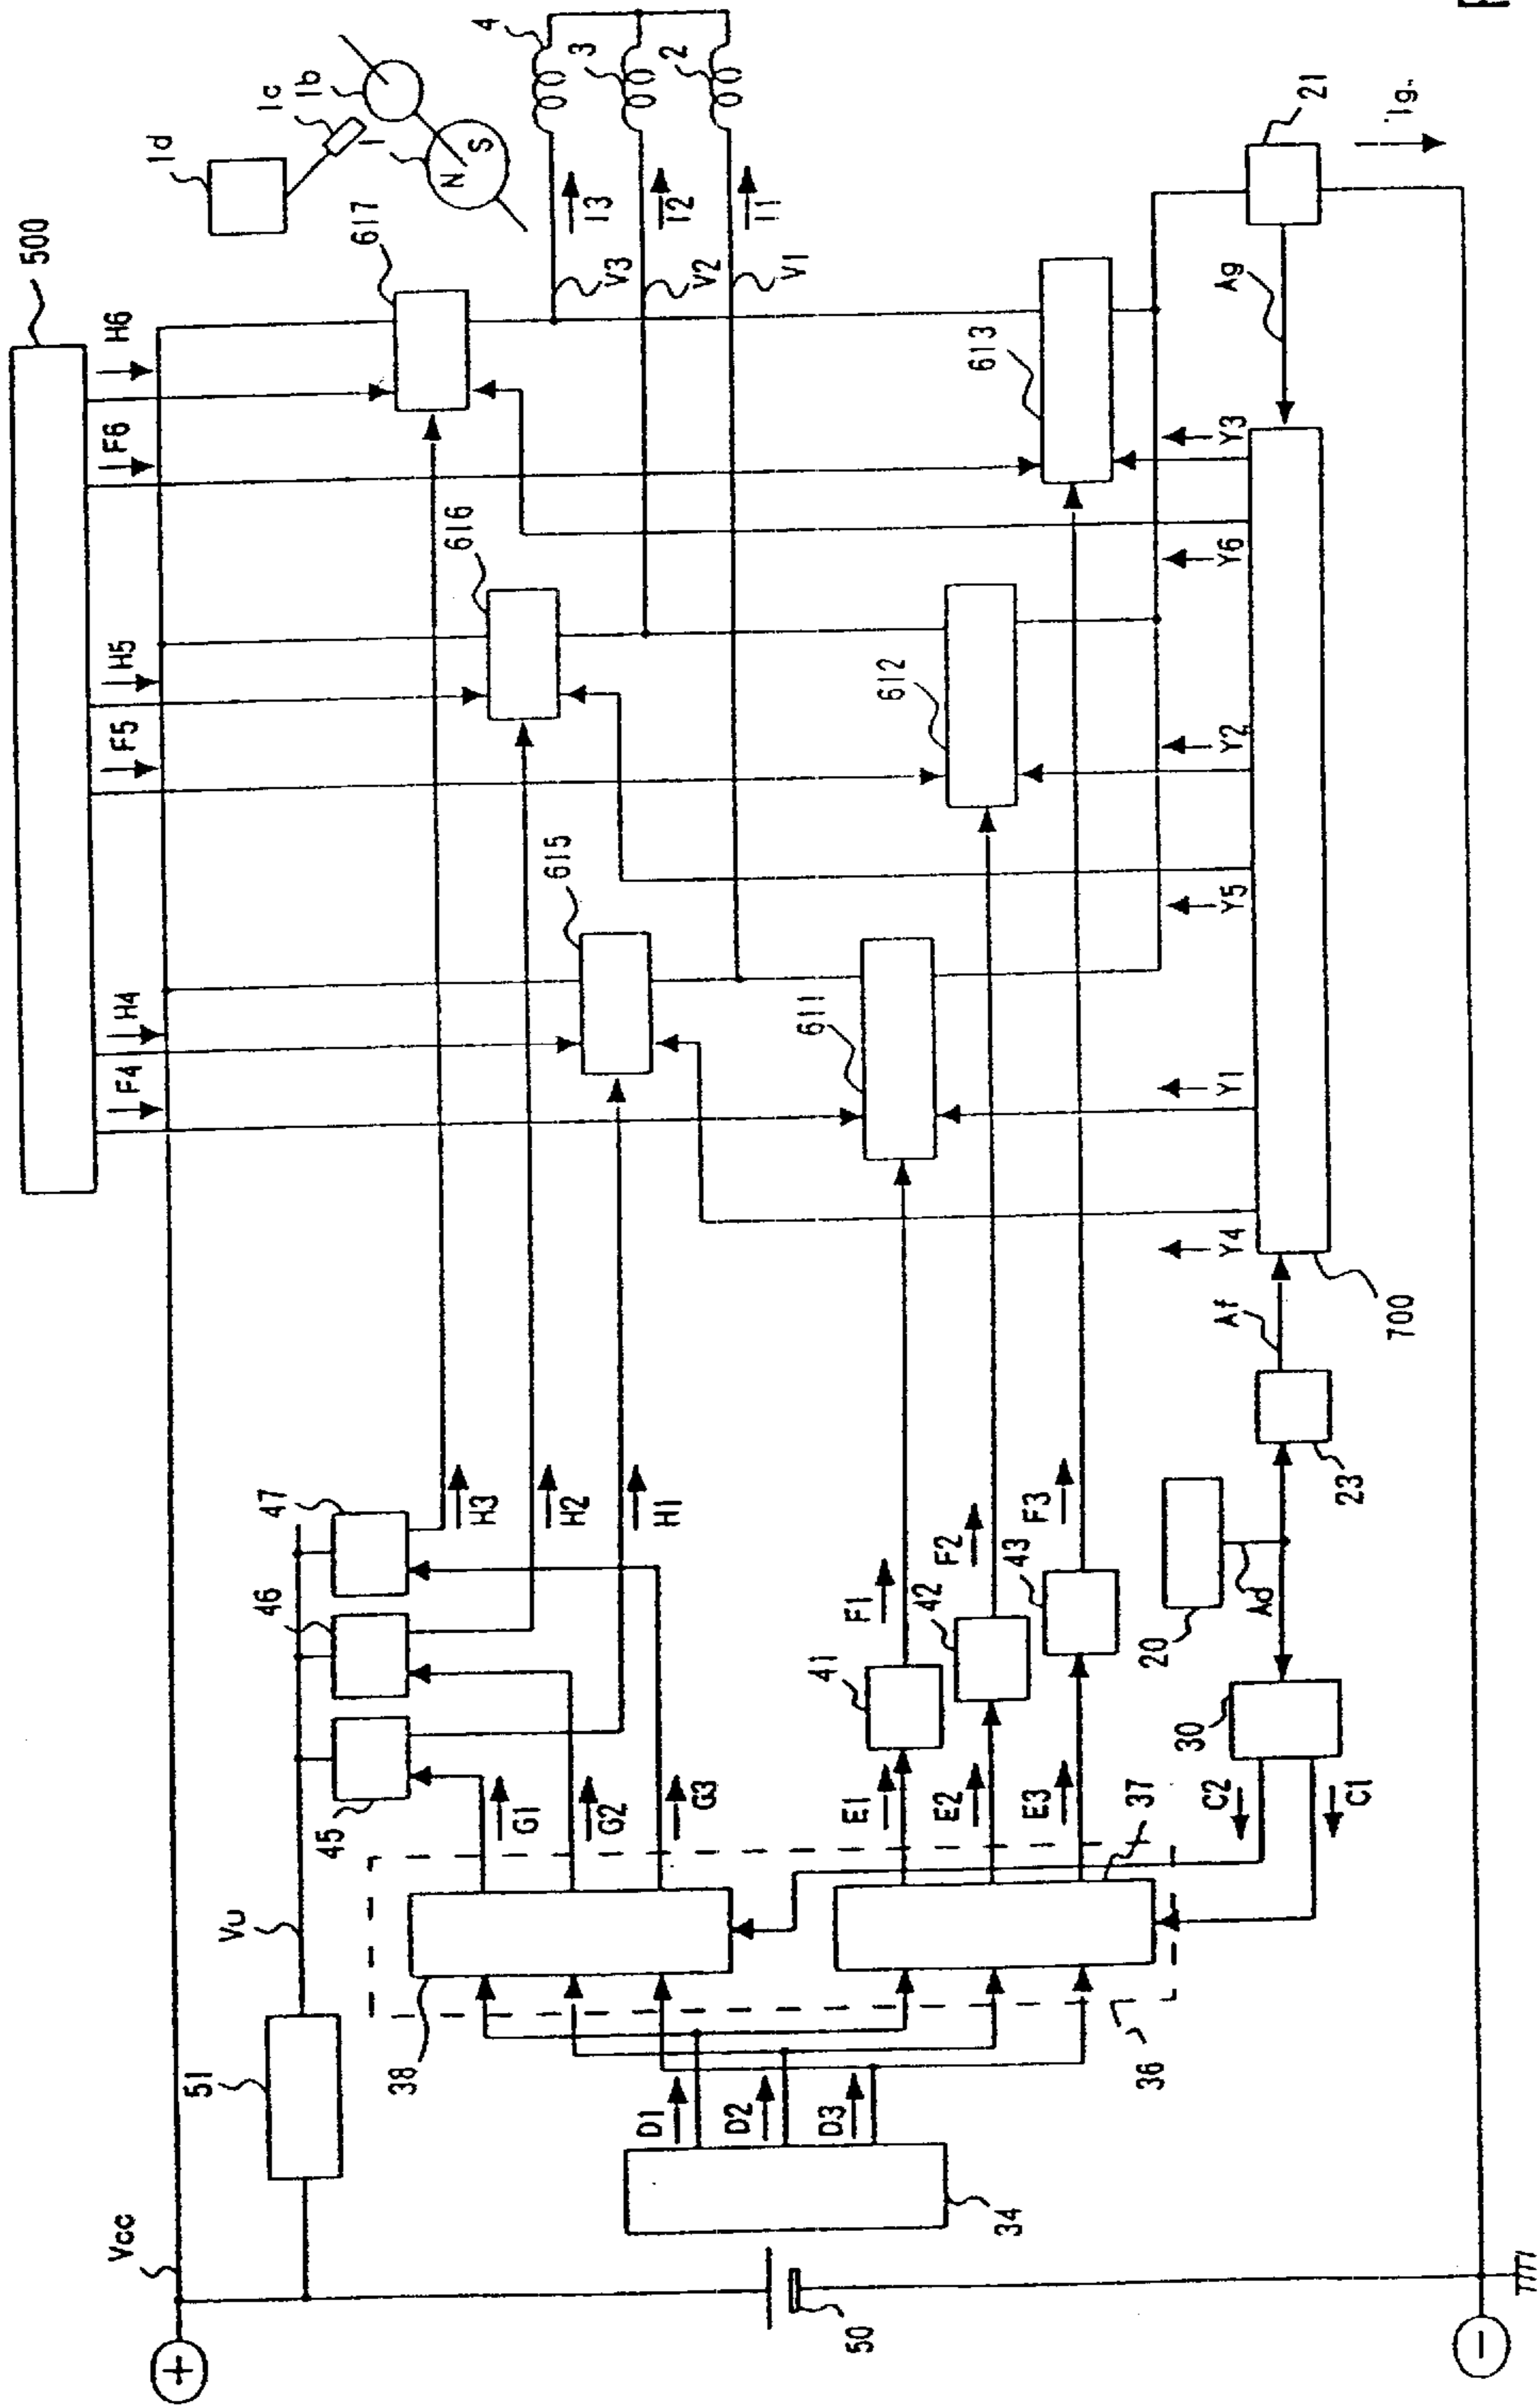 500
H6
F6
H5
F5
H4
F4
1d
1c
1b
1
N
S
617
616
615
4
3
2
I3
I2
I1
V3
V2
V1
613
612
611
21
Ig
Ag
Y3
Y6
Y2
Y5
Y1
Y4
700
Af
23
20
Ad
30
C2
C1
47
46
45
H3
H2
H1
41
42
43
F1
F2
F3
G1
G2
G3
E1
E2
E3
37
Vu
51
38
36
D1
D2
D3
34
Vcc
50
+
−